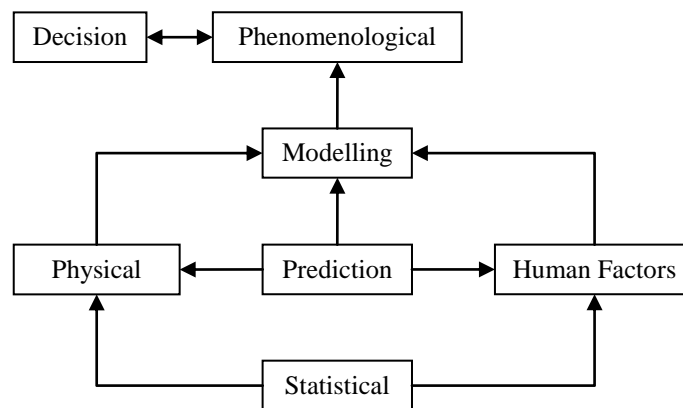 Decision
Phenomenological
Modelling
Physical
Prediction
Human Factors
Statistical